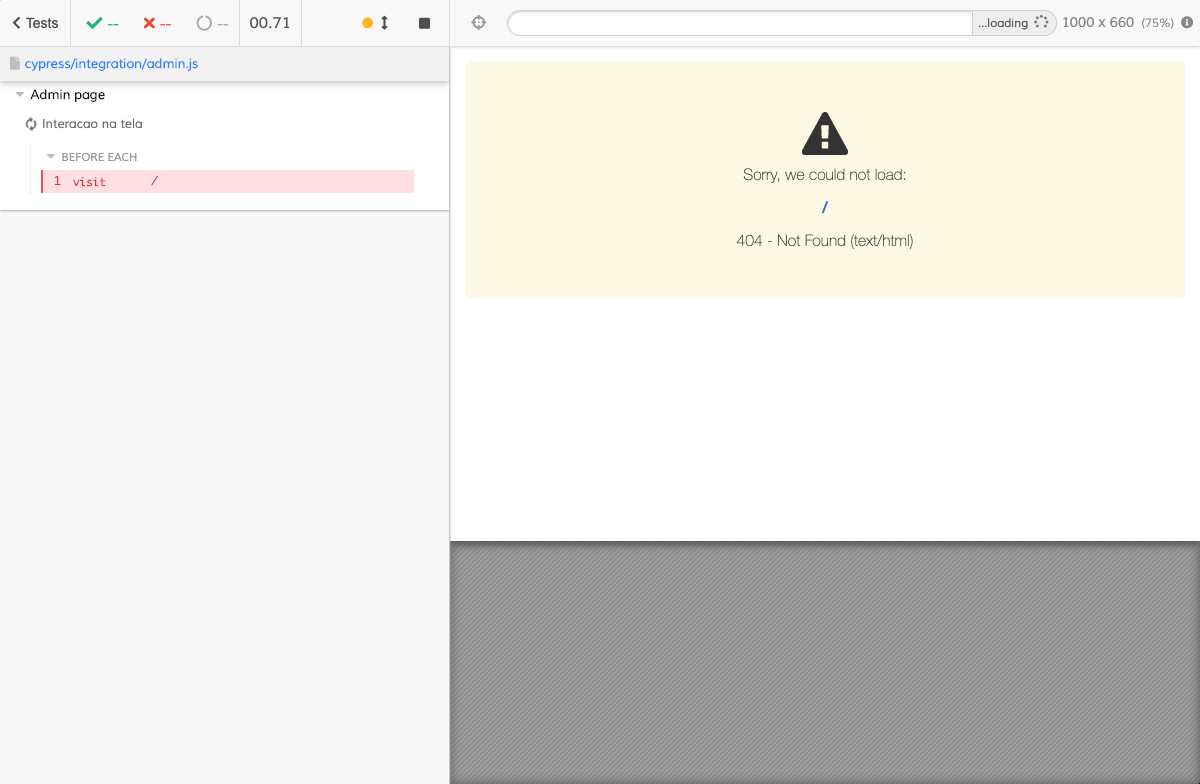 Tests
--
--
--
00.71
...loading
1000 x 660 (75%)
cypress/integration/admin.js
Admin page
Interacao na tela
BEFORE EACH
1 visit /
Sorry, we could not load:
/
404 - Not Found (text/html)